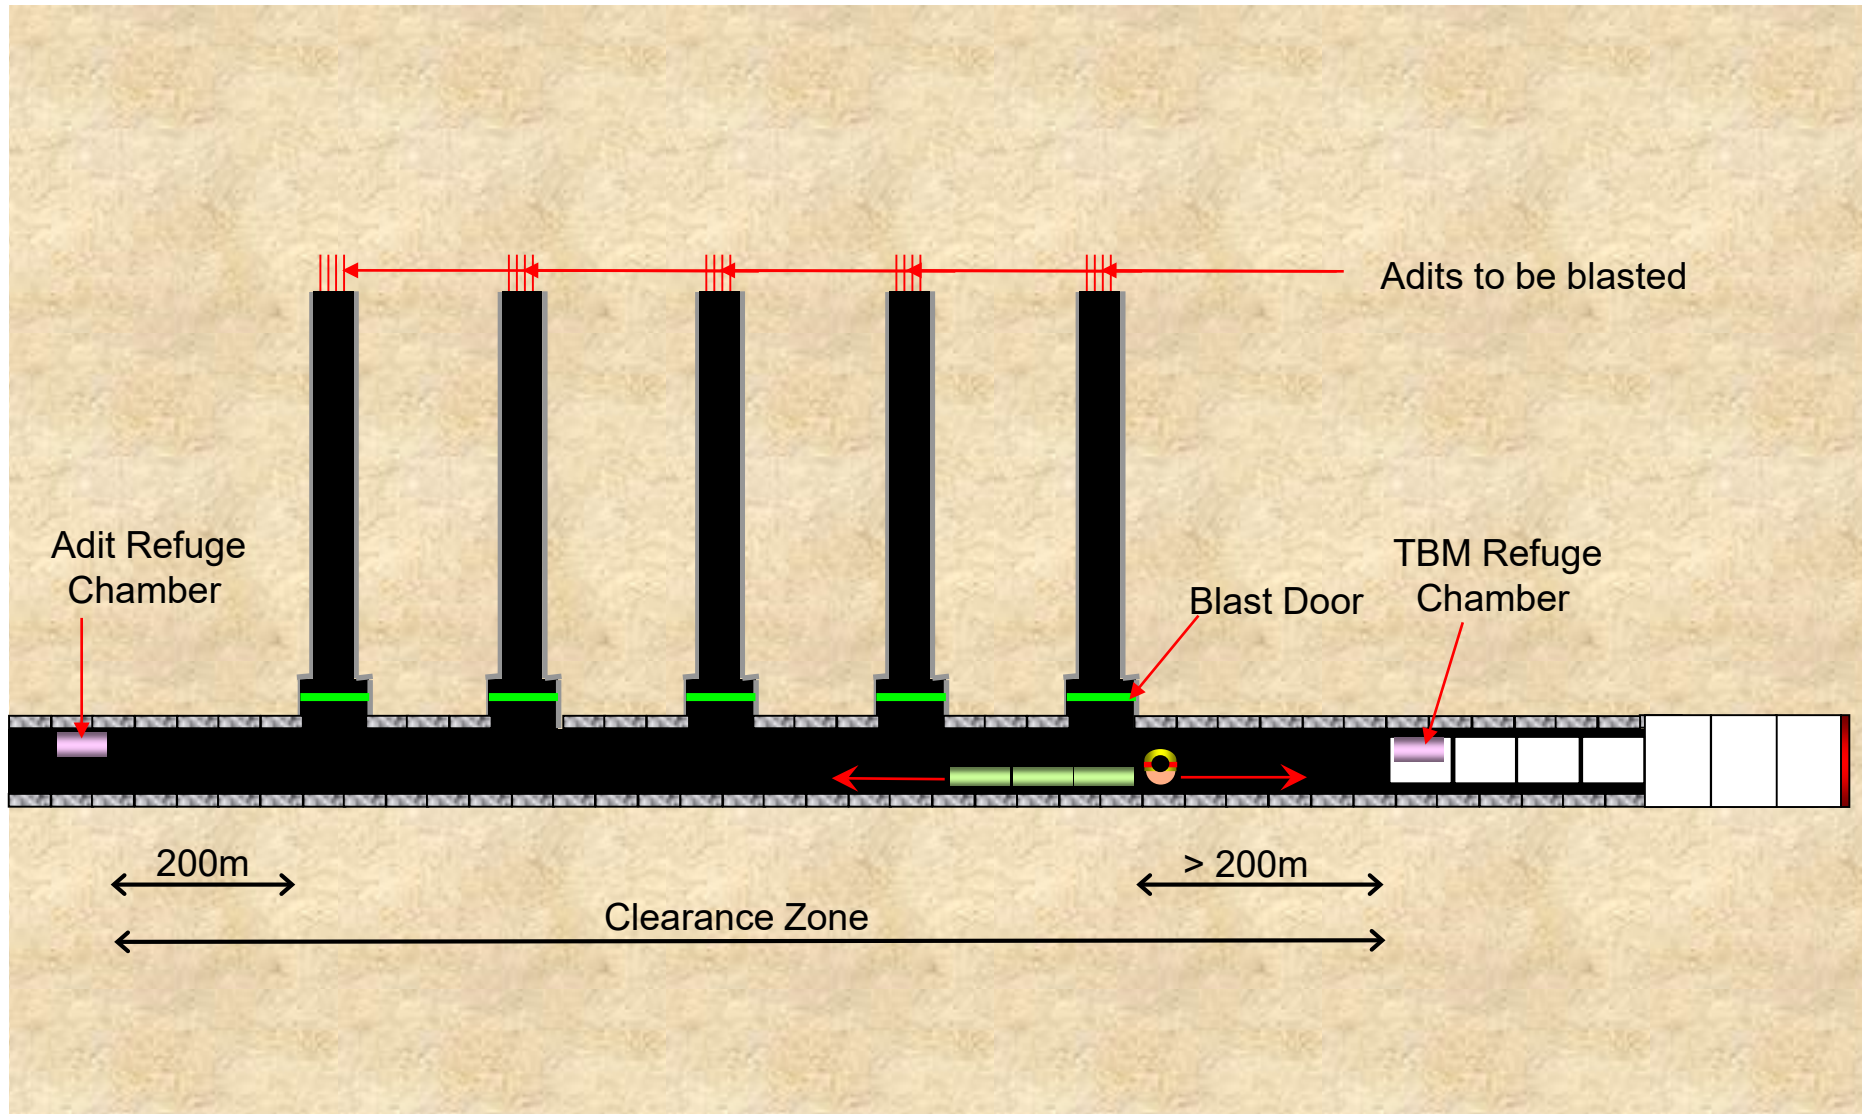 Adits to be blasted
Adit Refuge
Chamber
TBM Refuge
Chamber
Blast Door
200m
> 200m
Clearance Zone